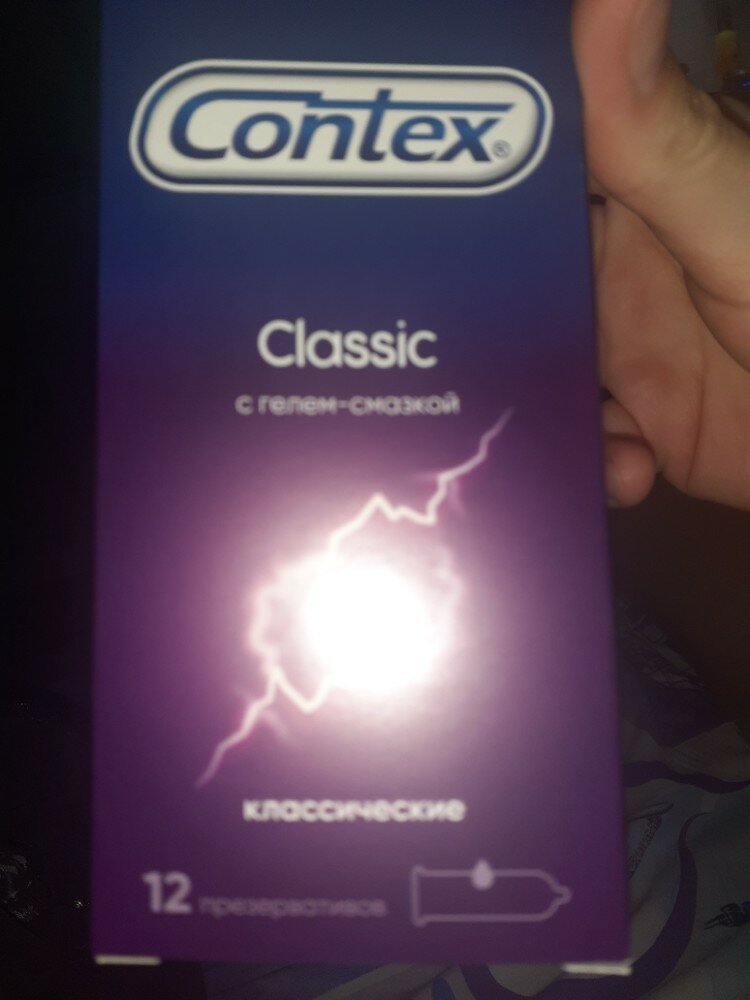 Contex®
Classic
с гелем-смазкой
классические
12 презервативов